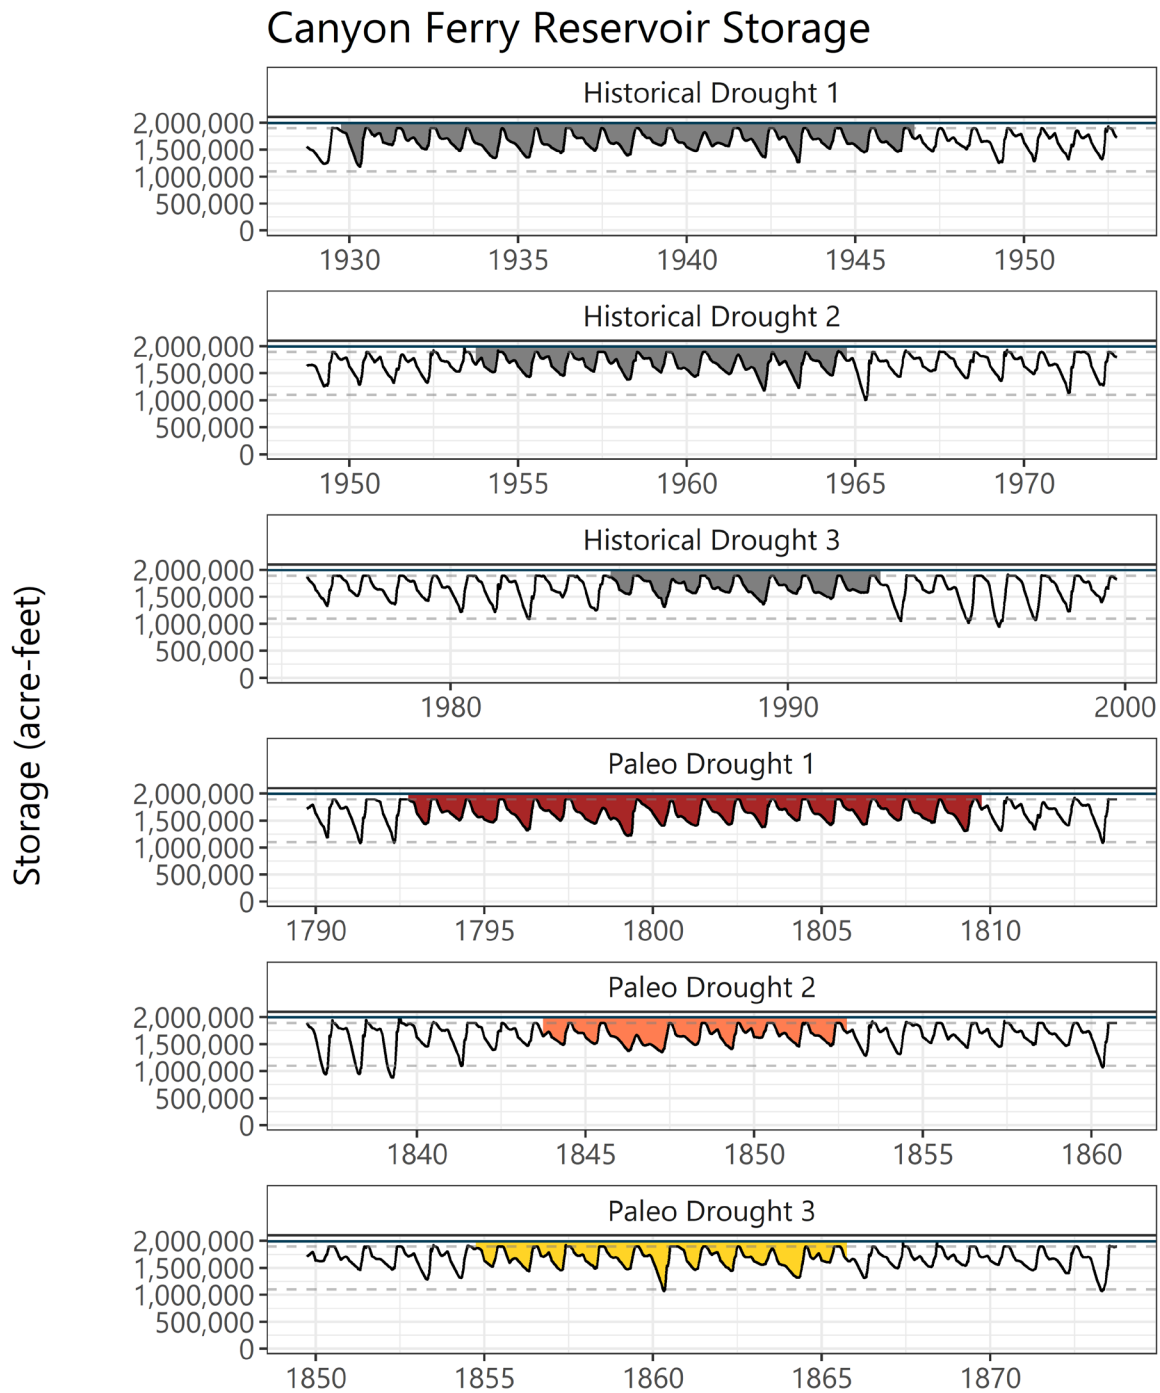 Canyon Ferry Reservoir Storage
Storage (acre-feet)
Historical Drought 1
2,000,000
1,500,000
1,000,000
500,000
0
1930 1935 1940 1945 1950
Historical Drought 2
2,000,000
1,500,000
1,000,000
500,000
0
1950 1955 1960 1965 1970
Historical Drought 3
2,000,000
1,500,000
1,000,000
500,000
0
1980 1990 2000
Paleo Drought 1
2,000,000
1,500,000
1,000,000
500,000
0
1790 1795 1800 1805 1810
Paleo Drought 2
2,000,000
1,500,000
1,000,000
500,000
0
1840 1845 1850 1855 1860
Paleo Drought 3
2,000,000
1,500,000
1,000,000
500,000
0
1850 1855 1860 1865 1870